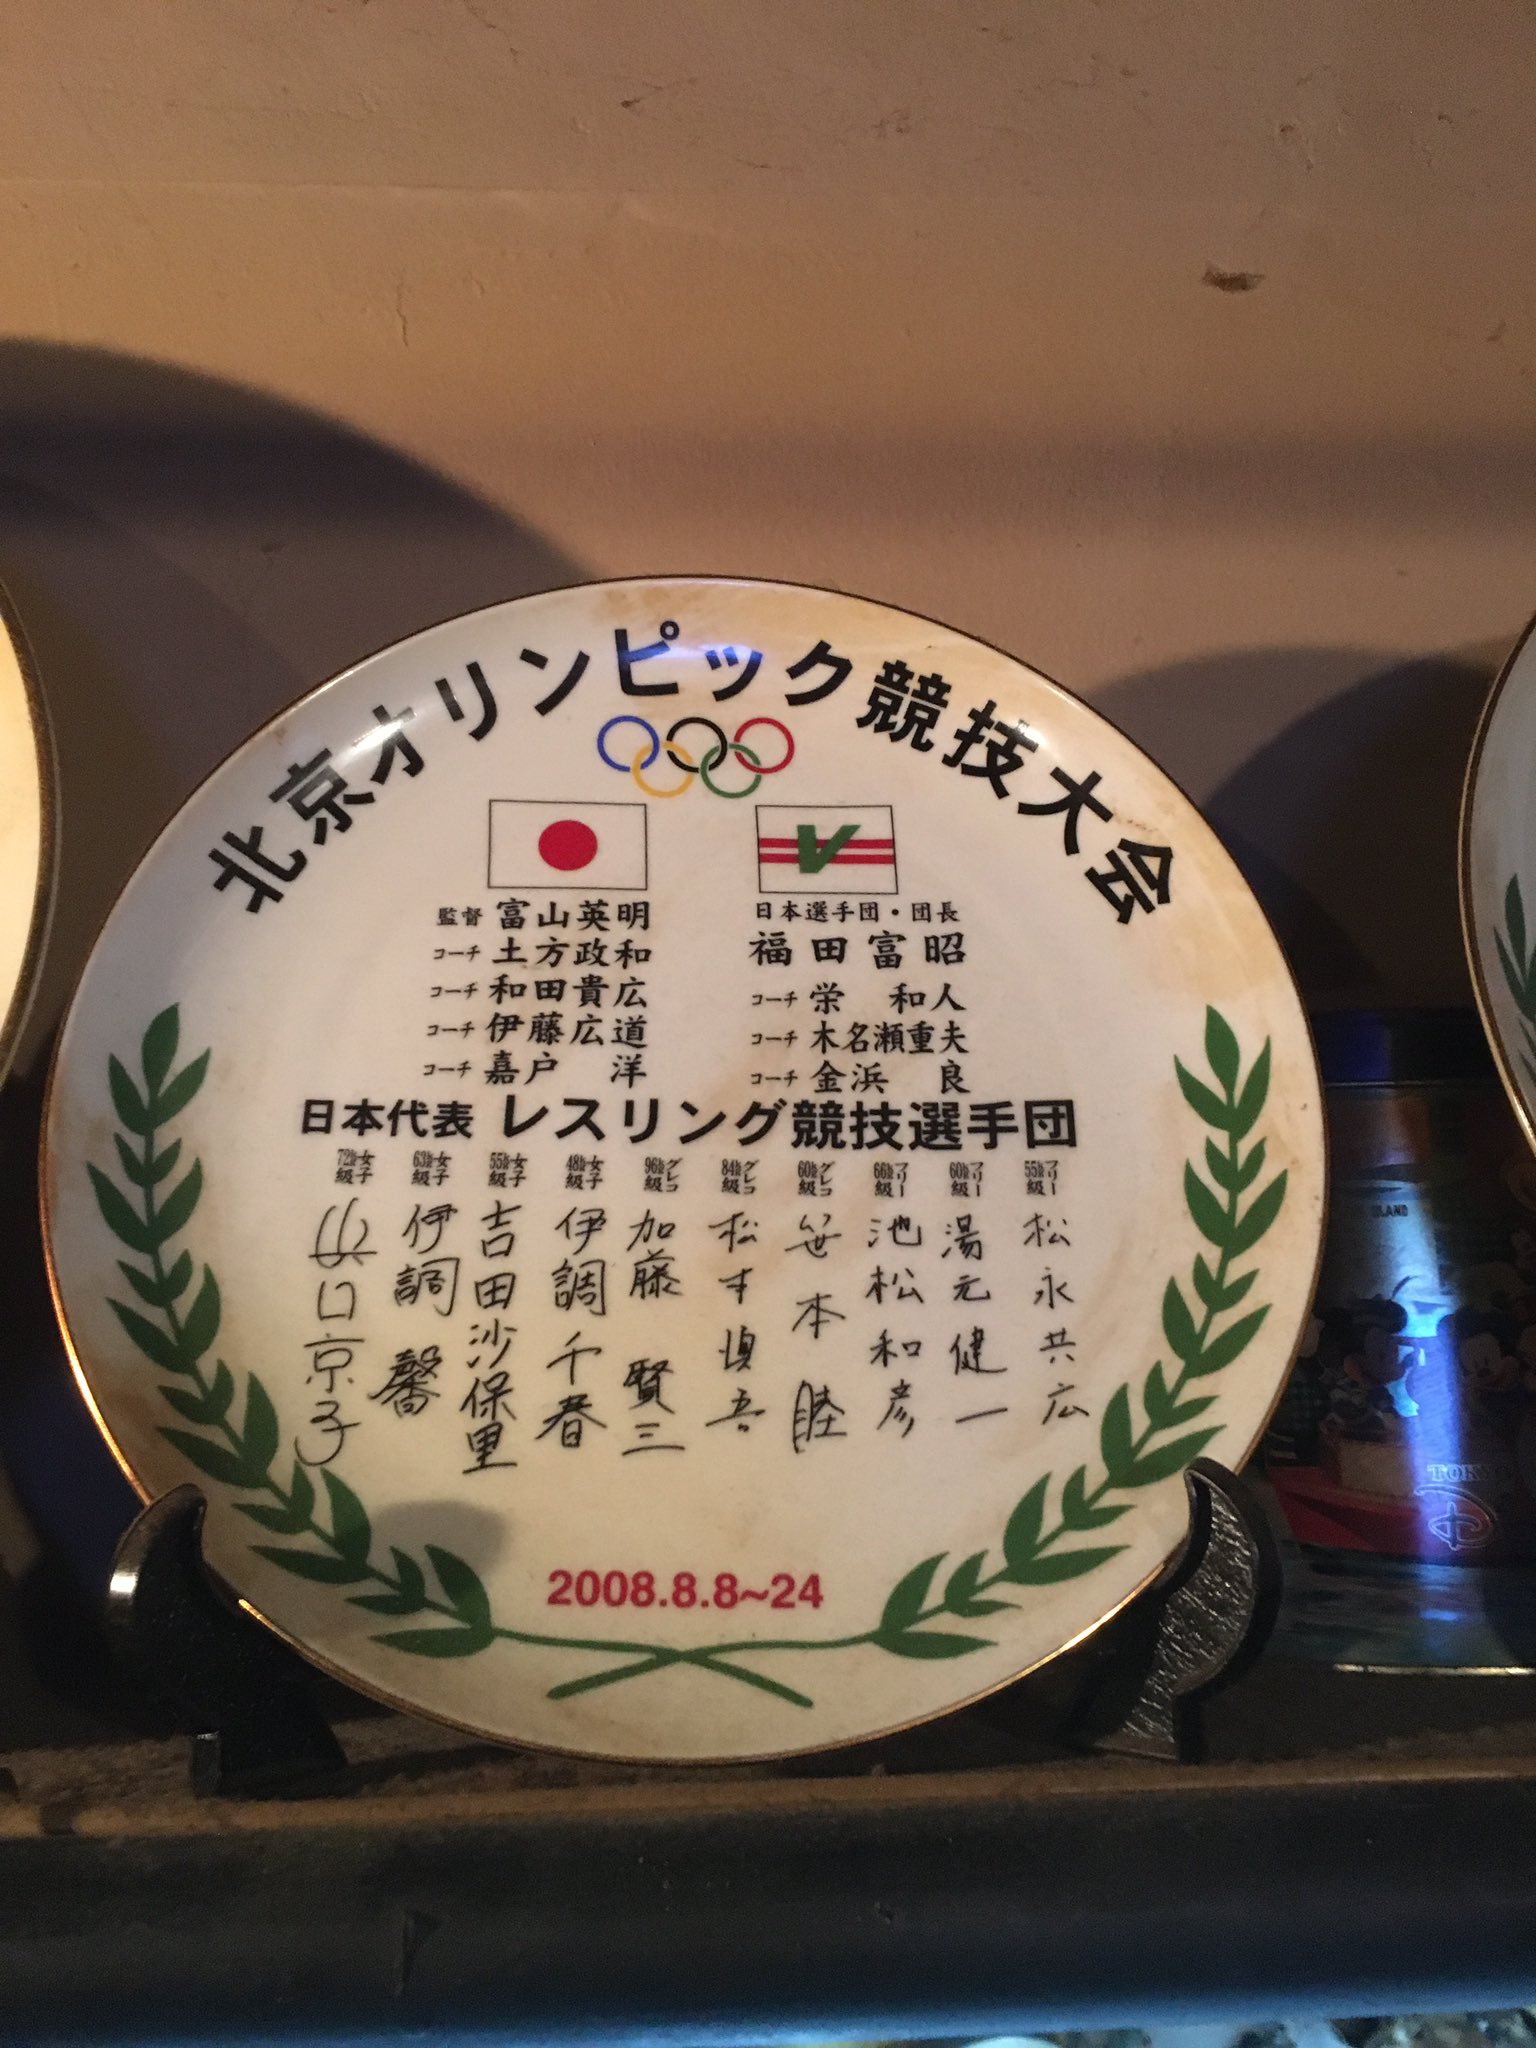 北京オリンピック競技大会
監督 富山英明
コーチ 土方政和
コーチ 和田貴広
コーチ 伊藤広道
コーチ 嘉戸 洋
日本選手団・団長
福田富昭
コーチ 栄 和人
コーチ 木名瀬重夫
コーチ 金浜 良
日本代表 レスリング競技選手団
フリー55kg級 松永共広
フリー60kg級 湯元健一
フリー66kg級 池松和彦
グレコ60kg級 笹本睦
グレコ84kg級 松本慎吾
グレコ96kg級 加藤賢三
女子48kg級 伊調千春
女子55kg級 吉田沙保里
女子63kg級 伊調馨
女子72kg級 浜口京子
2008.8.8~24
V
LAND
TOK
D